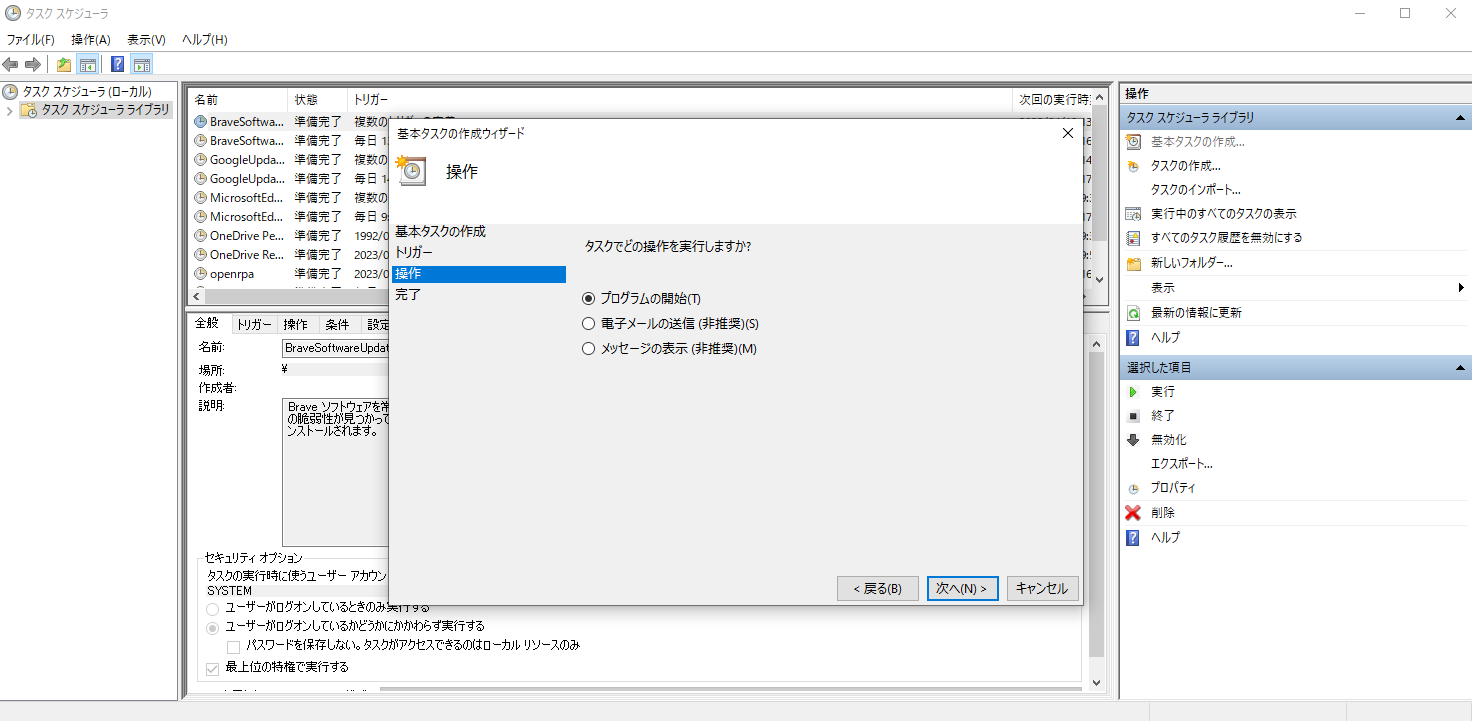 タスク スケジューラ
ファイル(F) 操作(A) 表示(V) ヘルプ(H)
タスク スケジューラ (ローカル)
タスク スケジューラ ライブラリ
名前 状態 トリガー 次回の実行時
BraveSoftwa... 準備完了 複数の
BraveSoftwa... 準備完了 毎日 1
GoogleUpda... 準備完了 複数の
GoogleUpda... 準備完了 毎日 14
MicrosoftEd... 準備完了 複数の
MicrosoftEd... 準備完了 毎日 9:
OneDrive Pe... 準備完了 1992/0
OneDrive Re... 準備完了 2023/0
openrpa 準備完了 2023/0
全般 トリガー 操作 条件 設定
名前: BraveSoftwareUpdat
場所: ¥
作成者:
説明: Brave ソフトウェアを常
の脆弱性が見つかって
ンストールされます。
セキュリティ オプション
タスクの実行時に使うユーザー アカウン
SYSTEM
ユーザーがログオンしているときのみ実行する
ユーザーがログオンしているかどうかにかかわらず実行する
パスワードを保存しない。タスクがアクセスできるのはローカル リソースのみ
最上位の特権で実行する
基本タスクの作成ウィザード
操作
基本タスクの作成
トリガー
操作
完了
タスクでどの操作を実行しますか?
プログラムの開始(T)
電子メールの送信 (非推奨)(S)
メッセージの表示 (非推奨)(M)
< 戻る(B) 次へ(N) > キャンセル
操作
タスク スケジューラ ライブラリ
基本タスクの作成...
タスクの作成...
タスクのインポート...
実行中のすべてのタスクの表示
すべてのタスク履歴を無効にする
新しいフォルダー...
表示
最新の情報に更新
ヘルプ
選択した項目
実行
終了
無効化
エクスポート...
プロパティ
削除
ヘルプ